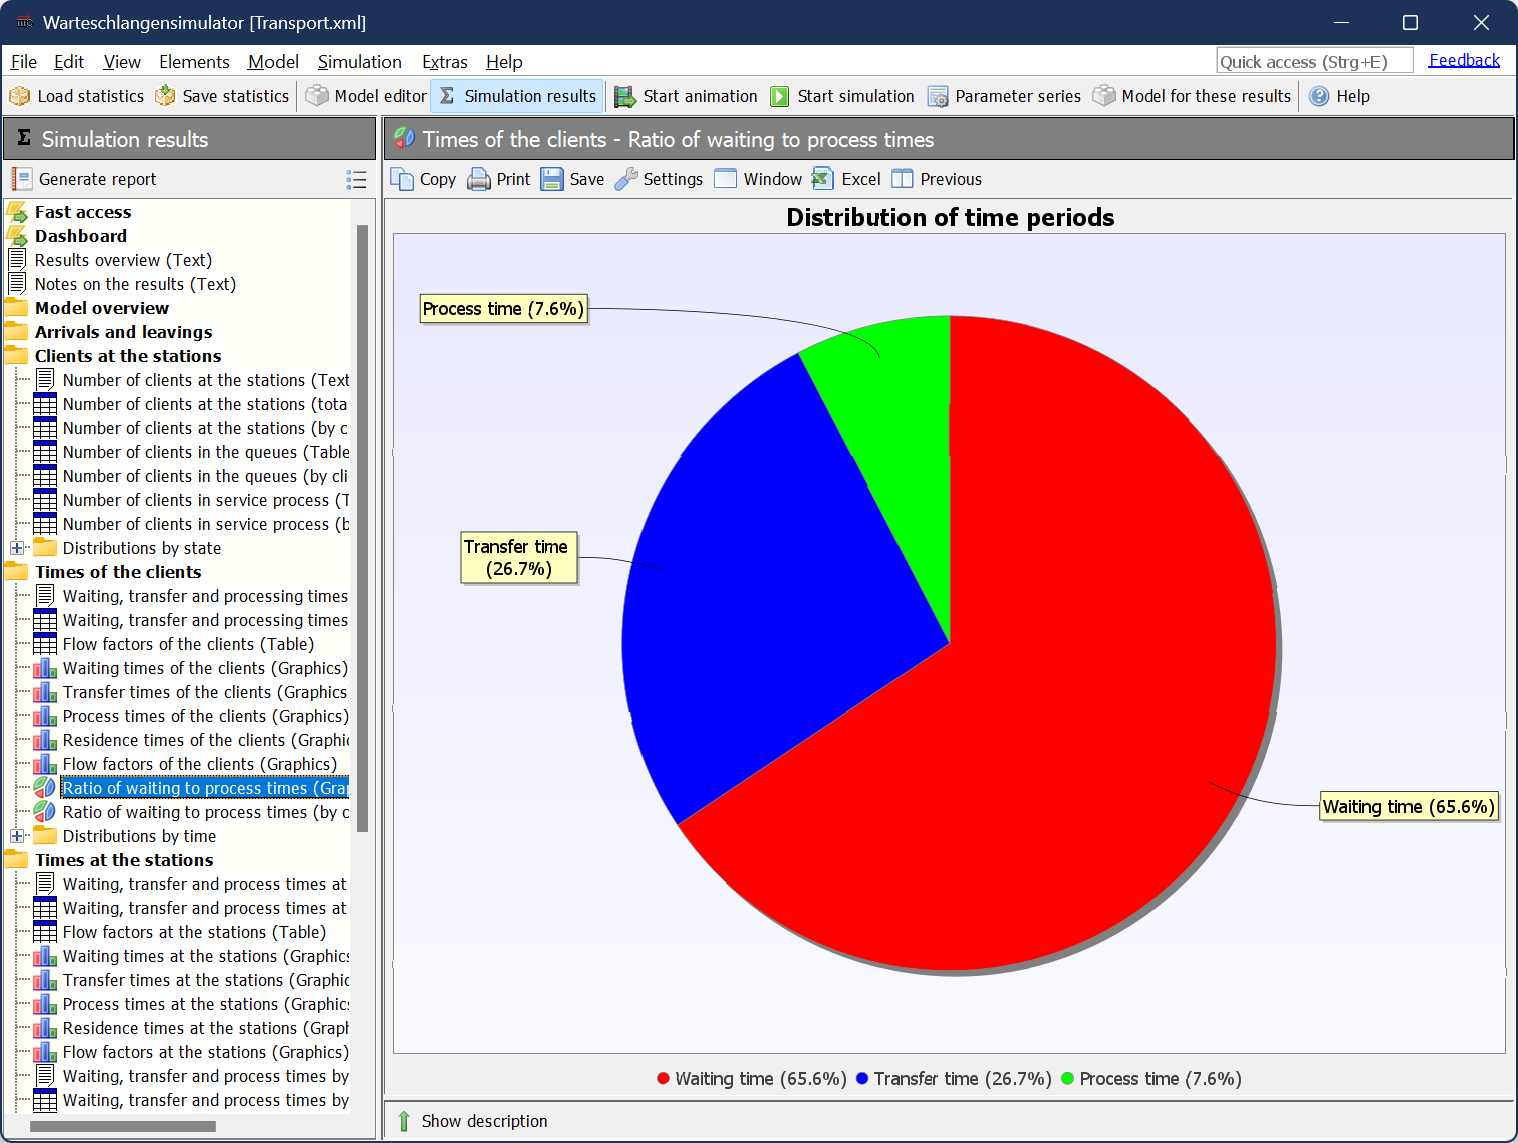 Warteschlangensimulator [Transport.xml]
File Edit View Elements Model Simulation Extras Help
Quick access (Strg+E) Feedback
Load statistics Save statistics Model editor Σ Simulation results Start animation Start simulation Parameter series Model for these results Help
Σ Simulation results
Generate report
Fast access
Dashboard
Results overview (Text)
Notes on the results (Text)
Model overview
Arrivals and leavings
Clients at the stations
Number of clients at the stations (Text
Number of clients at the stations (tota
Number of clients at the stations (by c
Number of clients in the queues (Table
Number of clients in the queues (by cli
Number of clients in service process (T
Number of clients in service process (b
Distributions by state
Times of the clients
Waiting, transfer and processing times
Waiting, transfer and processing times
Flow factors of the clients (Table)
Waiting times of the clients (Graphics)
Transfer times of the clients (Graphics
Process times of the clients (Graphics)
Residence times of the clients (Graphic
Flow factors of the clients (Graphics)
Ratio of waiting to process times (Grap
Ratio of waiting to process times (by c
Distributions by time
Times at the stations
Waiting, transfer and process times at
Waiting, transfer and process times at
Flow factors at the stations (Table)
Waiting times at the stations (Graphics
Transfer times at the stations (Graphic
Process times at the stations (Graphics
Residence times at the stations (Graph
Flow factors at the stations (Graphics)
Waiting, transfer and process times by
Waiting, transfer and process times by
Times of the clients - Ratio of waiting to process times
Copy Print Save Settings Window Excel Previous
Distribution of time periods
Process time (7.6%)
Transfer time
(26.7%)
Waiting time (65.6%)
Waiting time (65.6%) Transfer time (26.7%) Process time (7.6%)
Show description